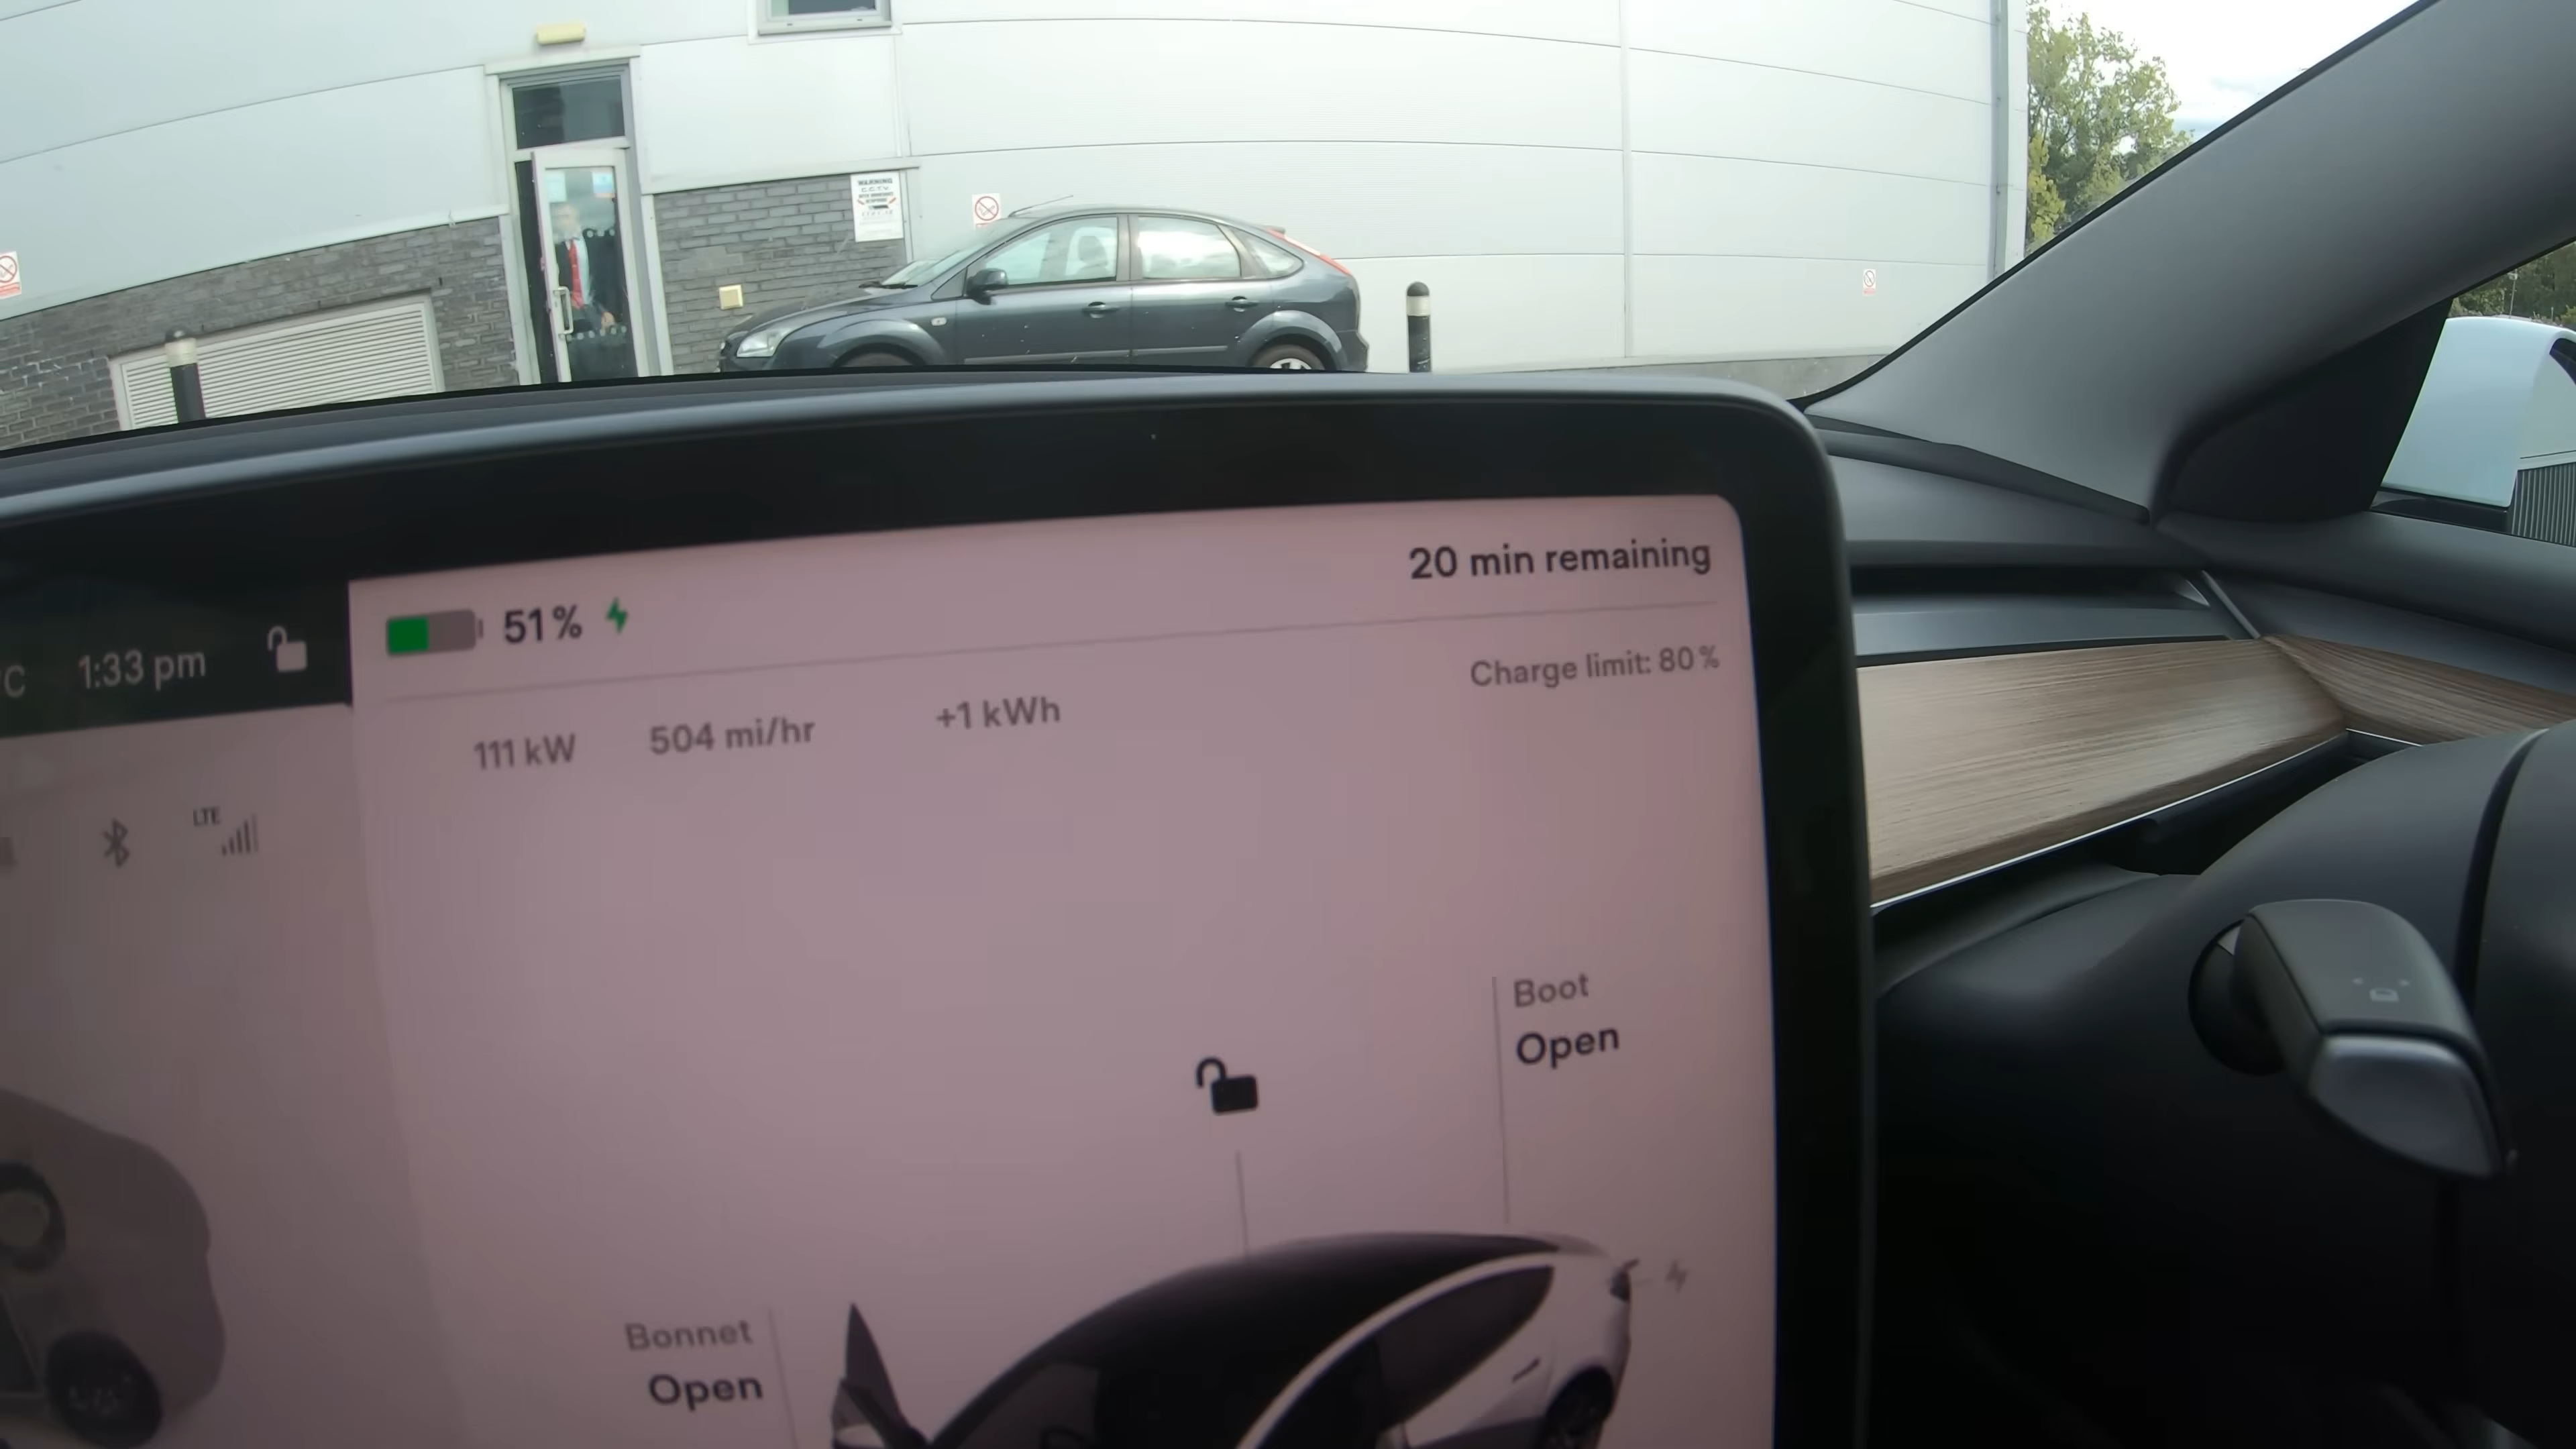 WARNING
C.C.T.V.
20 min remaining
51%
°C 1:33 pm
Charge limit: 80%
111 kW 504 mi/hr +1 kWh
LTE
Boot
Open
Bonnet
Open